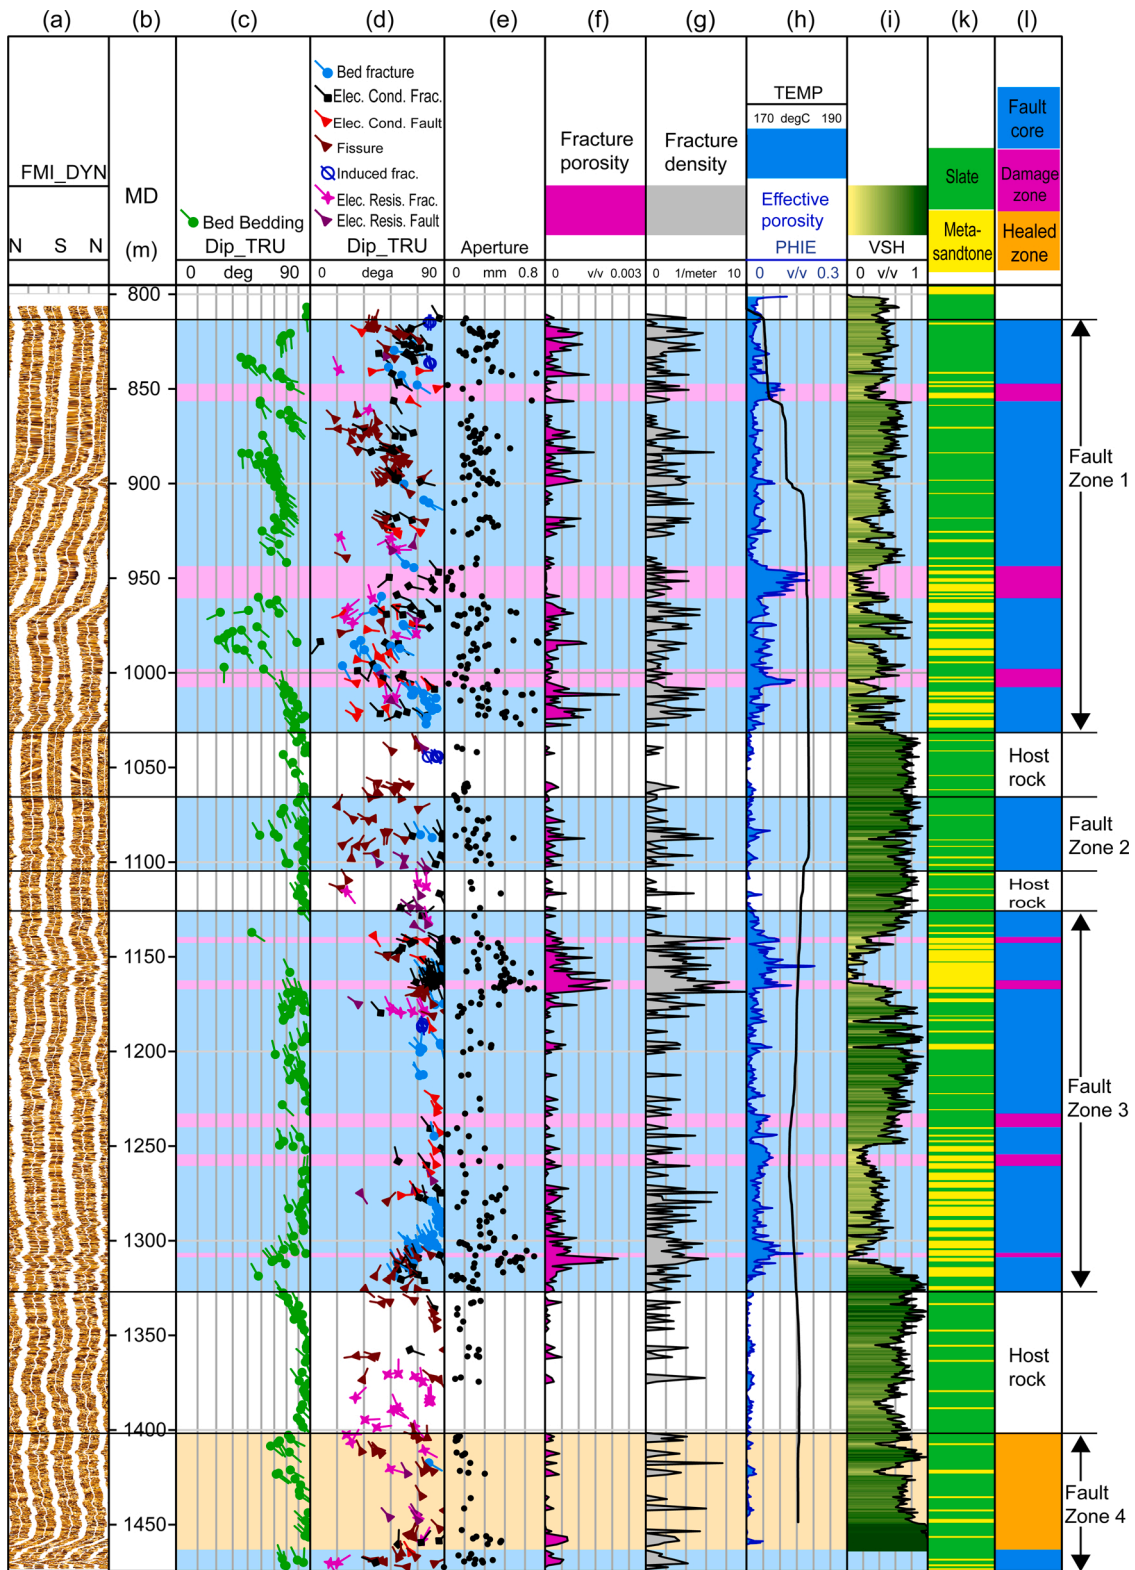 (a) (b) (c) (d) (e) (f) (g) (h) (i) (k) (l)
Bed fracture
Elec. Cond. Frac.
Elec. Cond. Fault
Fissure
Induced frac.
Elec. Resis. Frac.
Elec. Resis. Fault
FMI_DYN
N S N
MD
(m)
Bed Bedding
Dip_TRU
0 deg 90
Dip_TRU
0 dega 90
Aperture
0 mm 0.8
Fracture
porosity
v/v 0.003
Fracture
density
0 1/meter 10
TEMP
170 degC 190
Effective
porosity
PHIE
0 v/v 0.3
VSH
0 v/v 1
Slate
Meta-
sandtone
Fault
core
Damage
zone
Healed
zone
800
850
900
950
1000
1050
1100
1150
1200
1250
1300
1350
1400
1450
Fault
Zone 1
Host
rock
Fault
Zone 2
Host
rock
Fault
Zone 3
Host
rock
Fault
Zone 4